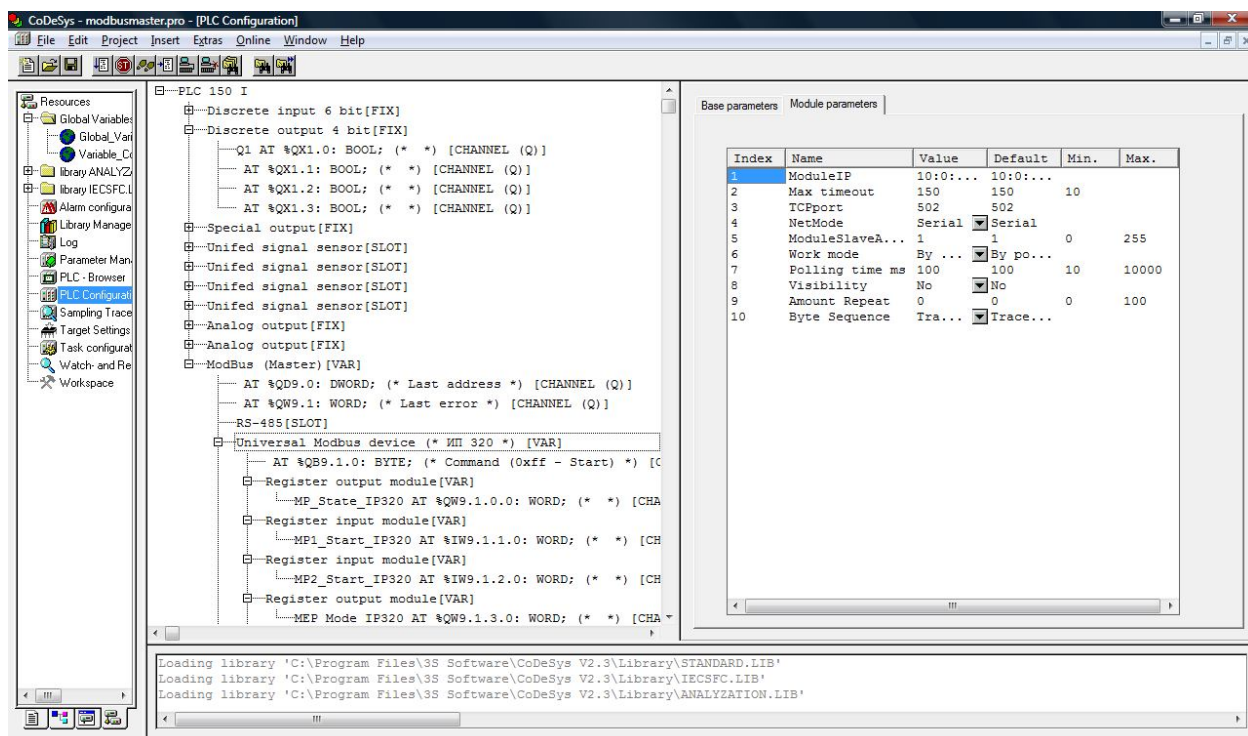 CoDeSys - modbusmaster.pro - [PLC Configuration]
File Edit Project Insert Extras Online Window Help
Resources
Global Variables
Global_Vari
Variable_Co
library ANALYZA
library IECSFC.L
Alarm configura
Library Manage
Log
Parameter Man
PLC - Browser
PLC Configurati
Sampling Trace
Target Settings
Task configurat
Watch- and Re
Workspace
PLC 150 I
Discrete input 6 bit[FIX]
Discrete output 4 bit[FIX]
Q1 AT %QX1.0: BOOL; (* *) [CHANNEL (Q)]
AT %QX1.1: BOOL; (* *) [CHANNEL (Q)]
AT %QX1.2: BOOL; (* *) [CHANNEL (Q)]
AT %QX1.3: BOOL; (* *) [CHANNEL (Q)]
Special output[FIX]
Unifed signal sensor[SLOT]
Unifed signal sensor[SLOT]
Unifed signal sensor[SLOT]
Unifed signal sensor[SLOT]
Analog output[FIX]
Analog output[FIX]
ModBus (Master)[VAR]
AT %QD9.0: DWORD; (* Last address *) [CHANNEL (Q)]
AT %QW9.1: WORD; (* Last error *) [CHANNEL (Q)]
RS-485[SLOT]
Universal Modbus device (* ИП 320 *) [VAR]
AT %QB9.1.0: BYTE; (* Command (0xff - Start) *) [C
Register output module[VAR]
MP_State_IP320 AT %QW9.1.0.0: WORD; (* *) [CHA
Register input module[VAR]
MP1_Start_IP320 AT %IW9.1.1.0: WORD; (* *) [CH
Register input module[VAR]
MP2_Start_IP320 AT %IW9.1.2.0: WORD; (* *) [CH
Register output module[VAR]
MEP Mode IP320 AT %QW9.1.3.0: WORD; (* *) [CHA
Base parameters Module parameters
Index Name Value Default Min. Max.
1 ModuleIP 10:0:... 10:0:...
2 Max timeout 150 150 10
3 TCPport 502 502
4 NetMode Serial Serial
5 ModuleSlaveA... 1 1 0 255
6 Work mode By ... By po...
7 Polling time ms 100 100 10 10000
8 Visibility No No
9 Amount Repeat 0 0 0 100
10 Byte Sequence Tra... Trace...
Loading library 'C:\Program Files\3S Software\CoDeSys V2.3\Library\STANDARD.LIB'
Loading library 'C:\Program Files\3S Software\CoDeSys V2.3\Library\IECSFC.LIB'
Loading library 'C:\Program Files\3S Software\CoDeSys V2.3\Library\ANALYZATION.LIB'